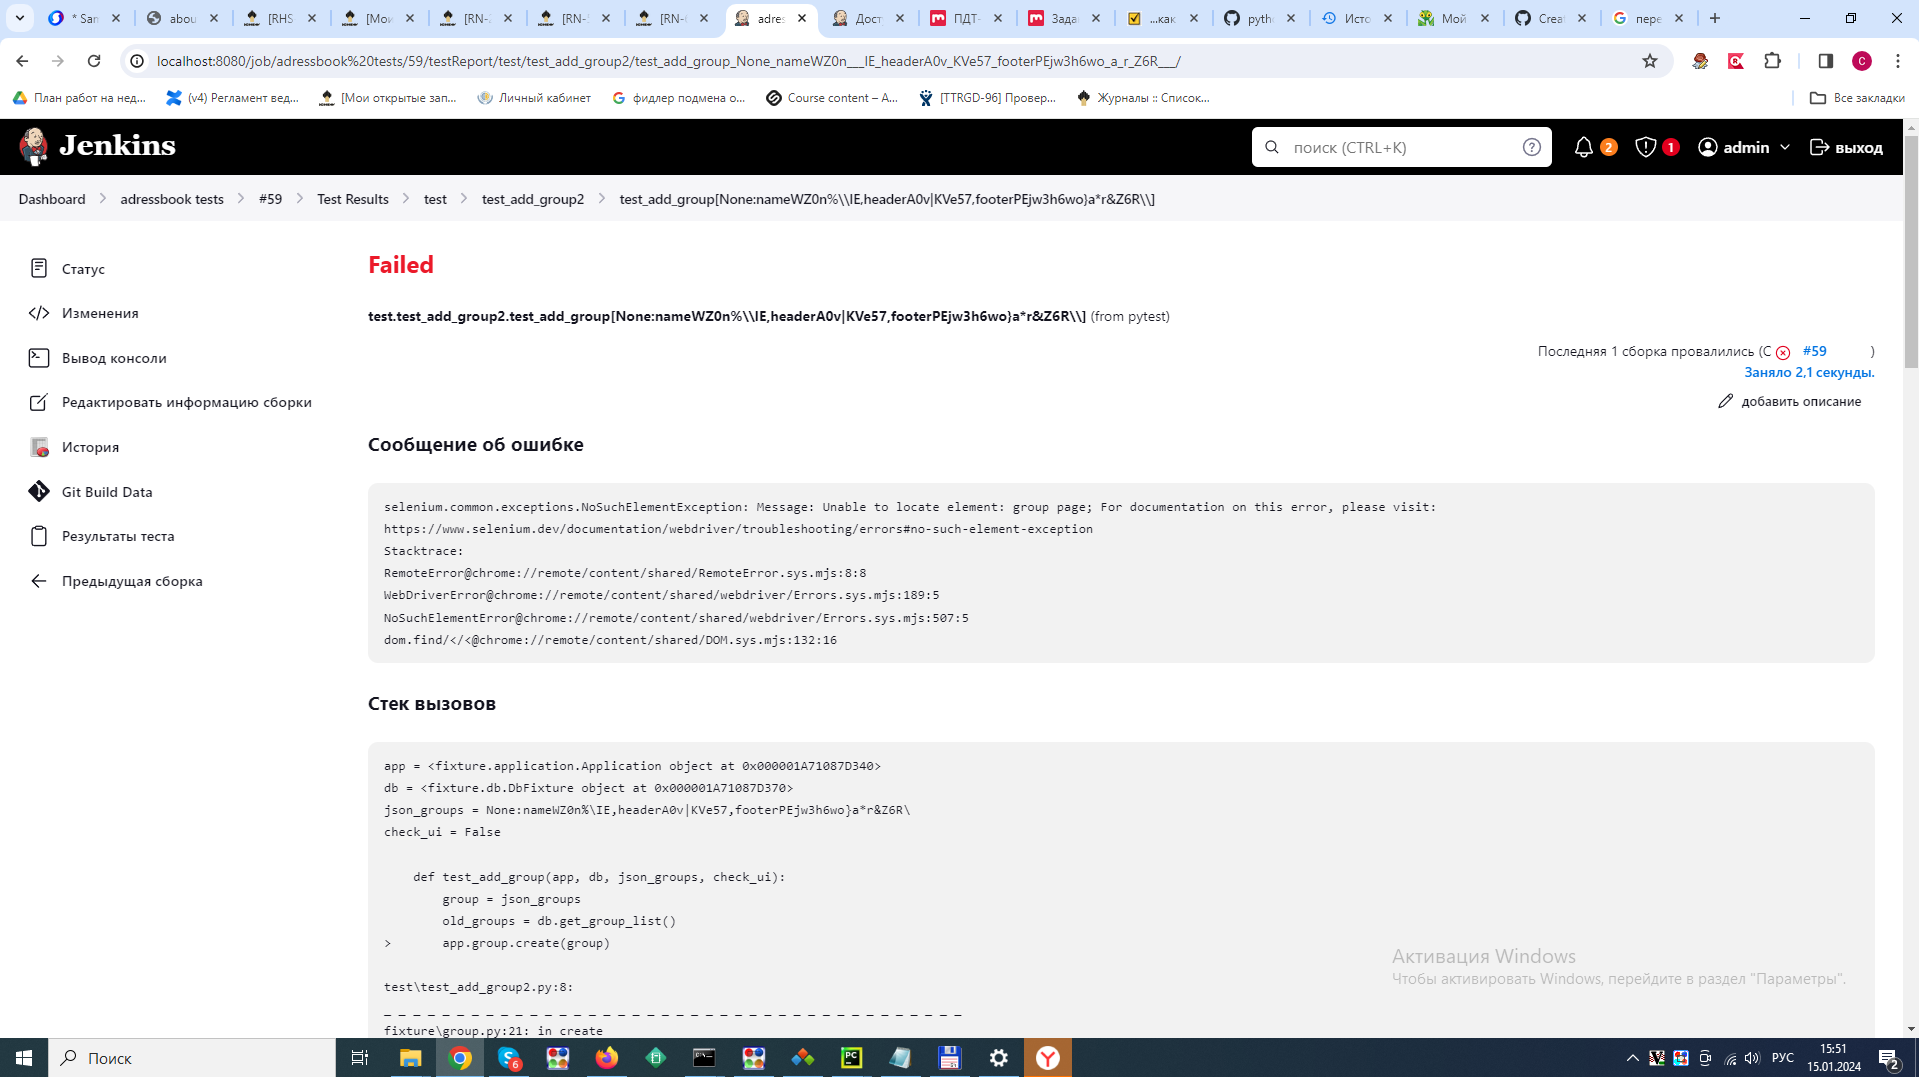 * San
abou
[RHS
[Мои
[RN-
[RN-
[RN-
adres
Дост
ПДТ-
Зада
...как
pyth
Исто
Мой
Crea
пере
localhost:8080/job/adressbook%20tests/59/testReport/test/test_add_group2/test_add_group_None_nameWZ0n___IE_headerA0v_KVe57_footerPEjw3h6wo_a_r_Z6R___/
C
План работ на нед...
(v4) Регламент вед...
[Мои открытые зап...
Личный кабинет
фидлер подмена о...
Course content – A...
[TTRGD-96] Провер...
Журналы :: Список...
Все закладки
Jenkins
поиск (CTRL+K)
2
1
admin
выход
Dashboard
adressbook tests
#59
Test Results
test
test_add_group2
test_add_group[None:nameWZ0n%\\IE,headerA0v|KVe57,footerPEjw3h6wo}a*r&Z6R\\]
Статус
Изменения
Вывод консоли
Редактировать информацию сборки
История
Git Build Data
Результаты теста
Предыдущая сборка
Failed
test.test_add_group2.test_add_group[None:nameWZ0n%\\IE,headerA0v|KVe57,footerPEjw3h6wo}a*r&Z6R\\] (from pytest)
Последняя 1 сборка провалились (С #59 )
Заняло 2,1 секунды.
добавить описание
Сообщение об ошибке
selenium.common.exceptions.NoSuchElementException: Message: Unable to locate element: group page; For documentation on this error, please visit:
https://www.selenium.dev/documentation/webdriver/troubleshooting/errors#no-such-element-exception
Stacktrace:
RemoteError@chrome://remote/content/shared/RemoteError.sys.mjs:8:8
WebDriverError@chrome://remote/content/shared/webdriver/Errors.sys.mjs:189:5
NoSuchElementError@chrome://remote/content/shared/webdriver/Errors.sys.mjs:507:5
dom.find/</<@chrome://remote/content/shared/DOM.sys.mjs:132:16
Стек вызовов
app = <fixture.application.Application object at 0x000001A71087D340>
db = <fixture.db.DbFixture object at 0x000001A71087D370>
json_groups = None:nameWZ0n%\IE,headerA0v|KVe57,footerPEjw3h6wo}a*r&Z6R\
check_ui = False
def test_add_group(app, db, json_groups, check_ui):
group = json_groups
old_groups = db.get_group_list()
> app.group.create(group)
test\test_add_group2.py:8:
_ _ _ _ _ _ _ _ _ _ _ _ _ _ _ _ _ _ _ _ _ _ _ _ _ _ _ _ _ _ _ _ _ _ _ _ _ _ _ _
fixture\group.py:21: in create
Активация Windows
Чтобы активировать Windows, перейдите в раздел "Параметры".
Поиск
6
PC
РУС
15:51
15.01.2024
2